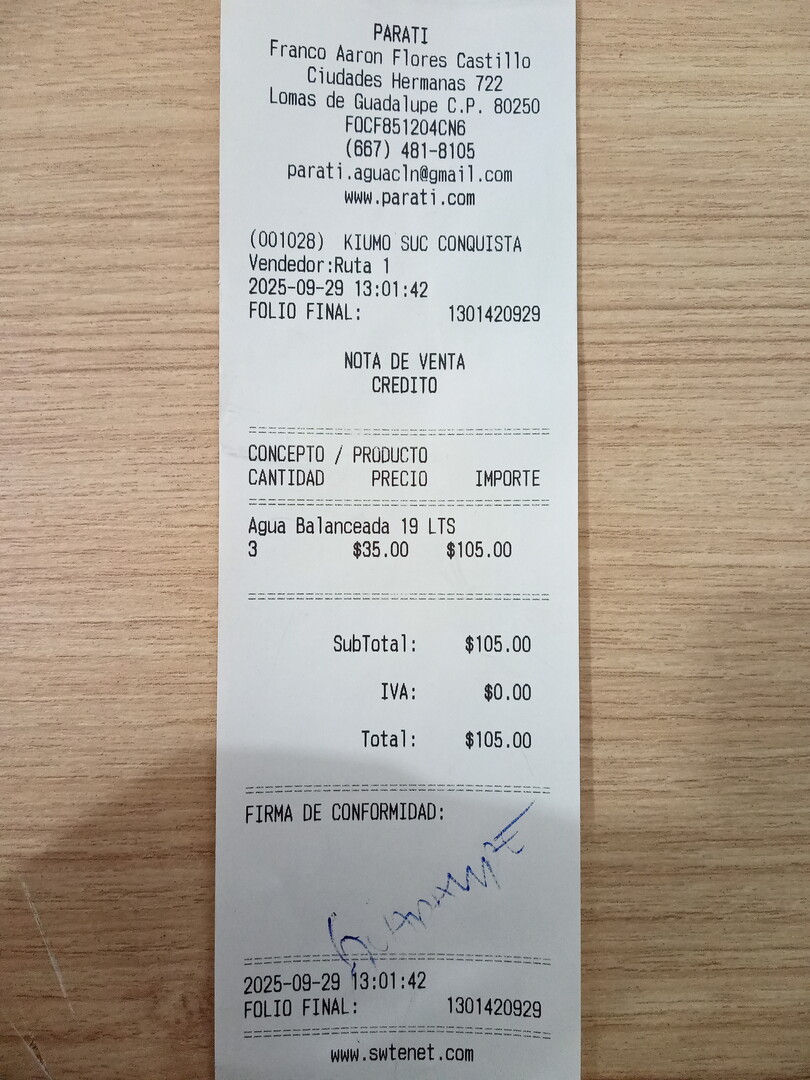 PARATI
Franco Aaron Flores Castillo
Ciudades Hermanas 722
Lomas de Guadalupe C.P. 80250
FOCF851204CN6
(667) 481-8105
parati.aguacln@gmail.com
www.parati.com
(001028) KIUMO SUC CONQUISTA
Vendedor:Ruta 1
2025-09-29 13:01:42
FOLIO FINAL: 1301420929
NOTA DE VENTA
CREDITO
CONCEPTO / PRODUCTO
CANTIDAD PRECIO IMPORTE
Agua Balanceada 19 LTS
3 $35.00 $105.00
SubTotal: $105.00
IVA: $0.00
Total: $105.00
FIRMA DE CONFORMIDAD:
2025-09-29 13:01:42
FOLIO FINAL: 1301420929
www.swtenet.com